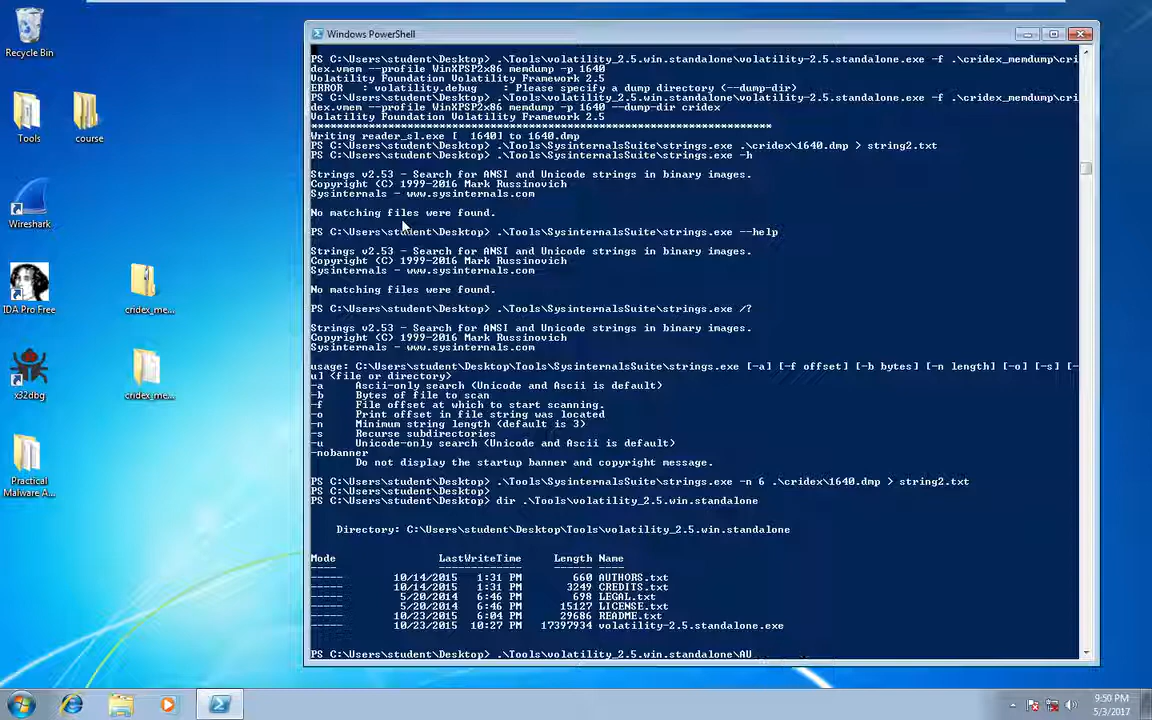 Recycle Bin
Tools
course
Wireshark
IDA Pro Free
cridex_me...
x32dbg
cridex_me...
Practical
Malware A...
Windows PowerShell
PS C:\Users\student\Desktop> .\Tools\volatility_2.5.win.standalone\volatility-2.5.standalone.exe -f .\cridex_memdump\cri
dex.vmem --profile WinXPSP2x86 memdump -p 1640
Volatility Foundation Volatility Framework 2.5
ERROR   : volatility.debug    : Please specify a dump directory (--dump-dir)
PS C:\Users\student\Desktop> .\Tools\volatility_2.5.win.standalone\volatility-2.5.standalone.exe -f .\cridex_memdump\cri
dex.vmem --profile WinXPSP2x86 memdump -p 1640 --dump-dir cridex
Volatility Foundation Volatility Framework 2.5
************************************************************************
Writing reader_sl.exe [  1640] to 1640.dmp
PS C:\Users\student\Desktop> .\Tools\SysinternalsSuite\strings.exe .\cridex\1640.dmp > string2.txt
PS C:\Users\student\Desktop> .\Tools\SysinternalsSuite\strings.exe -h
Strings v2.53 - Search for ANSI and Unicode strings in binary images.
Copyright (C) 1999-2016 Mark Russinovich
Sysinternals - www.sysinternals.com
No matching files were found.
PS C:\Users\student\Desktop> .\Tools\SysinternalsSuite\strings.exe --help
Strings v2.53 - Search for ANSI and Unicode strings in binary images.
Copyright (C) 1999-2016 Mark Russinovich
Sysinternals - www.sysinternals.com
No matching files were found.
PS C:\Users\student\Desktop> .\Tools\SysinternalsSuite\strings.exe /?
Strings v2.53 - Search for ANSI and Unicode strings in binary images.
Copyright (C) 1999-2016 Mark Russinovich
Sysinternals - www.sysinternals.com
usage: C:\Users\student\Desktop\Tools\SysinternalsSuite\strings.exe [-a] [-f offset] [-b bytes] [-n length] [-o] [-s] [-
u] <file or directory>
-a     Ascii-only search (Unicode and Ascii is default)
-b     Bytes of file to scan
-f     File offset at which to start scanning.
-o     Print offset in file string was located
-n     Minimum string length (default is 3)
-s     Recurse subdirectories
-u     Unicode-only search (Unicode and Ascii is default)
-nobanner
       Do not display the startup banner and copyright message.
PS C:\Users\student\Desktop> .\Tools\SysinternalsSuite\strings.exe -n 6 .\cridex\1640.dmp > string2.txt
PS C:\Users\student\Desktop>
PS C:\Users\student\Desktop> dir .\Tools\volatility_2.5.win.standalone
    Directory: C:\Users\student\Desktop\Tools\volatility_2.5.win.standalone
Mode                LastWriteTime     Length Name
----                -------------     ------ ----
-----        10/14/2015   1:31 PM        660 AUTHORS.txt
-----        10/14/2015   1:31 PM       3249 CREDITS.txt
-----         5/20/2014   6:46 PM        698 LEGAL.txt
-----         5/20/2014   6:46 PM      15127 LICENSE.txt
-----        10/23/2015   6:04 PM      29686 README.txt
-----        10/23/2015  10:27 PM   17397934 volatility-2.5.standalone.exe
PS C:\Users\student\Desktop> .\Tools\volatility_2.5.win.standalone\AU
9:50 PM
5/3/2017